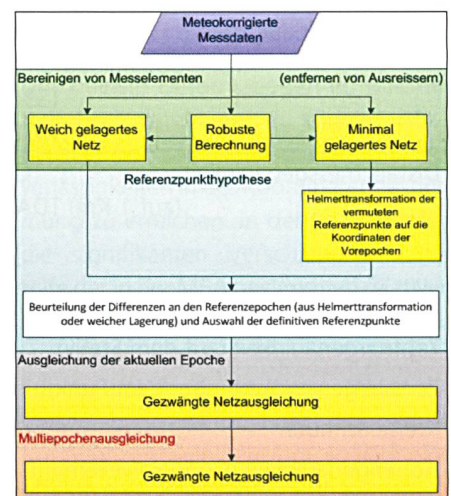 Meteokorrigierte
Messdaten
Bereinigen von Messelementen (entfernen von Ausreissern)
Weich gelagertes
Netz
Robuste
Berechnung
Minimal
gelagertes Netz
Referenzpunkthypothese
Helmerttransformation der
vermuteten
Referenzpunkte auf die
Koordinaten der
Vorepochen
Beurteilung der Differenzen an den Referenzepochen (aus Helmerttransformation
oder weicher Lagerung) und Auswahl der definitiven Referenzpunkte
Ausgleichung der aktuellen Epoche
Gezwängte Netzausgleichung
Multiepochenausgleichung
Gezwängte Netzausgleichung